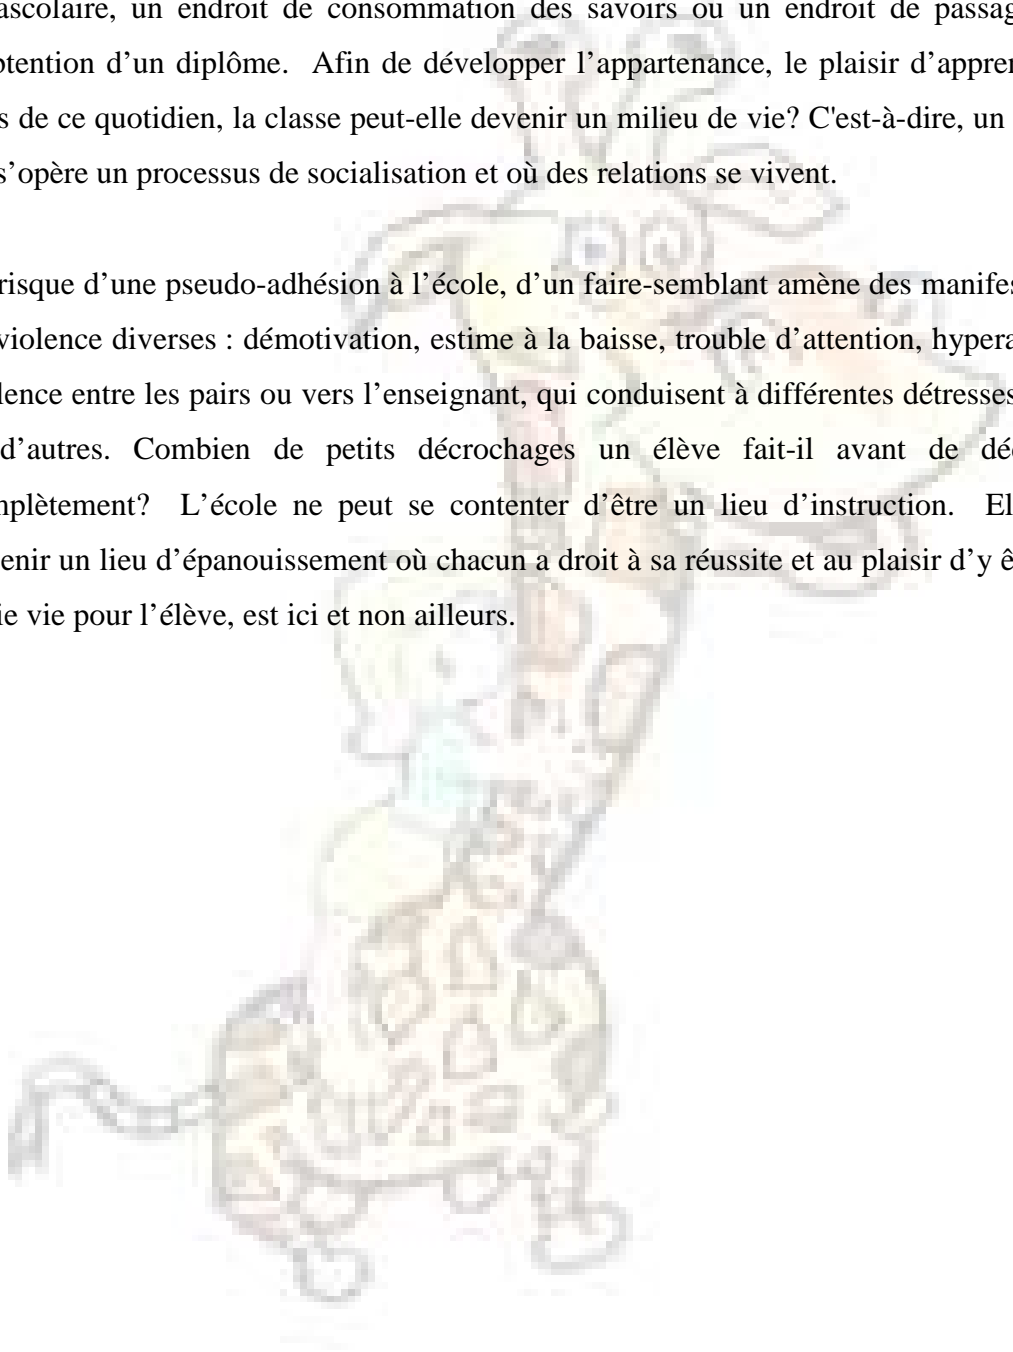 ascolaire, un endroit de consommation des savoirs ou un endroit de passag
otention d’un diplôme.  Afin de développer l’appartenance, le plaisir d’appren
s de ce quotidien, la classe peut-elle devenir un milieu de vie? C'est-à-dire, un
s’opère un processus de socialisation et où des relations se vivent.
risque d’une pseudo-adhésion à l’école, d’un faire-semblant amène des manifes
violence diverses : démotivation, estime à la baisse, trouble d’attention, hypera
lence entre les pairs ou vers l’enseignant, qui conduisent à différentes détresses
d’autres. Combien de petits décrochages un élève fait-il avant de déc
mplètement?  L’école ne peut se contenter d’être un lieu d’instruction.  El
enir un lieu d’épanouissement où chacun a droit à sa réussite et au plaisir d’y ê
ie vie pour l’élève, est ici et non ailleurs.